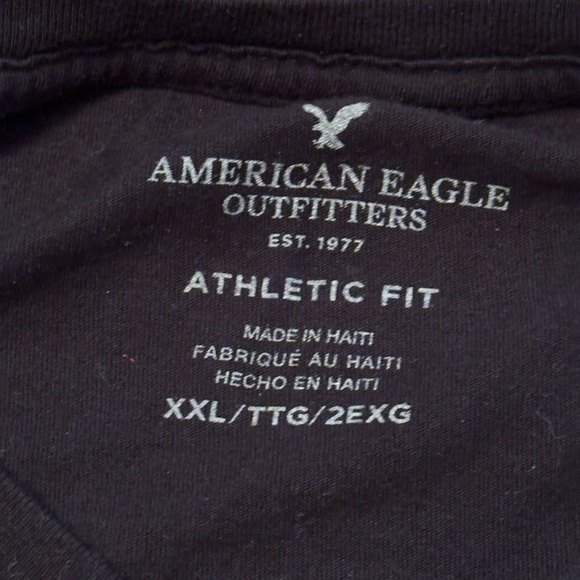 AMERICAN EAGLE
OUTFITTERS
EST. 1977
ATHLETIC FIT
MADE IN HAITI
FABRIQUÉ AU HAITI
HECHO EN HAITI
XXL/TTG/2EXG